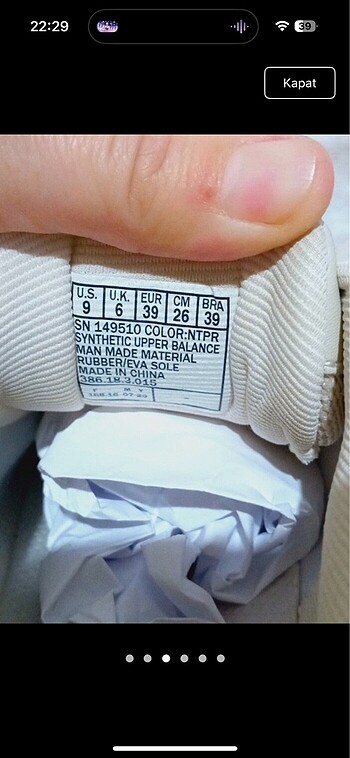 22:29
39
Kapat
U.S. U.K. EUR CM BRA
9 6 39 26 39
SN 149510 COLOR:NTPR
SYNTHETIC UPPER BALANCE
MAN MADE MATERIAL
RUBBER/EVA SOLE
MADE IN CHINA
386.18.3.015